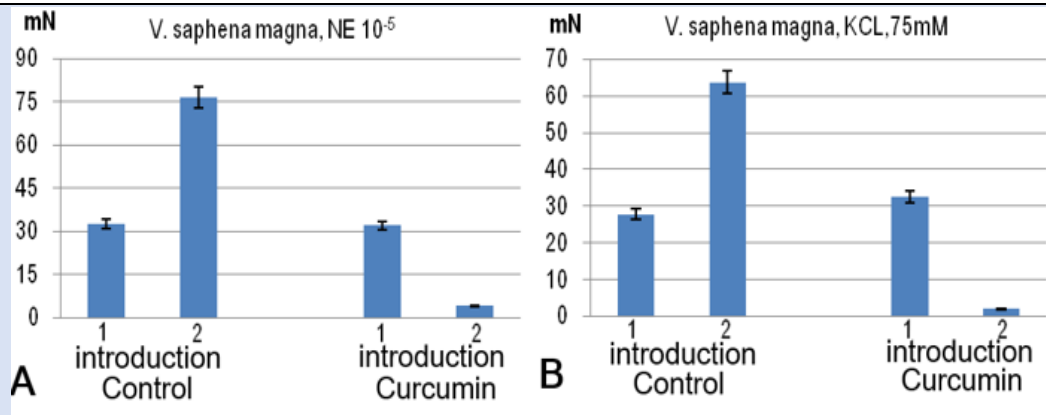 mN
V. saphena magna, NE 10⁻⁵
90
75
60
45
30
15
0
1 2 1 2
introduction introduction
Control Curcumin
A
mN
V. saphena magna, KCL,75mM
70
60
50
40
30
20
10
0
1 2 1 2
introduction introduction
Control Curcumin
B